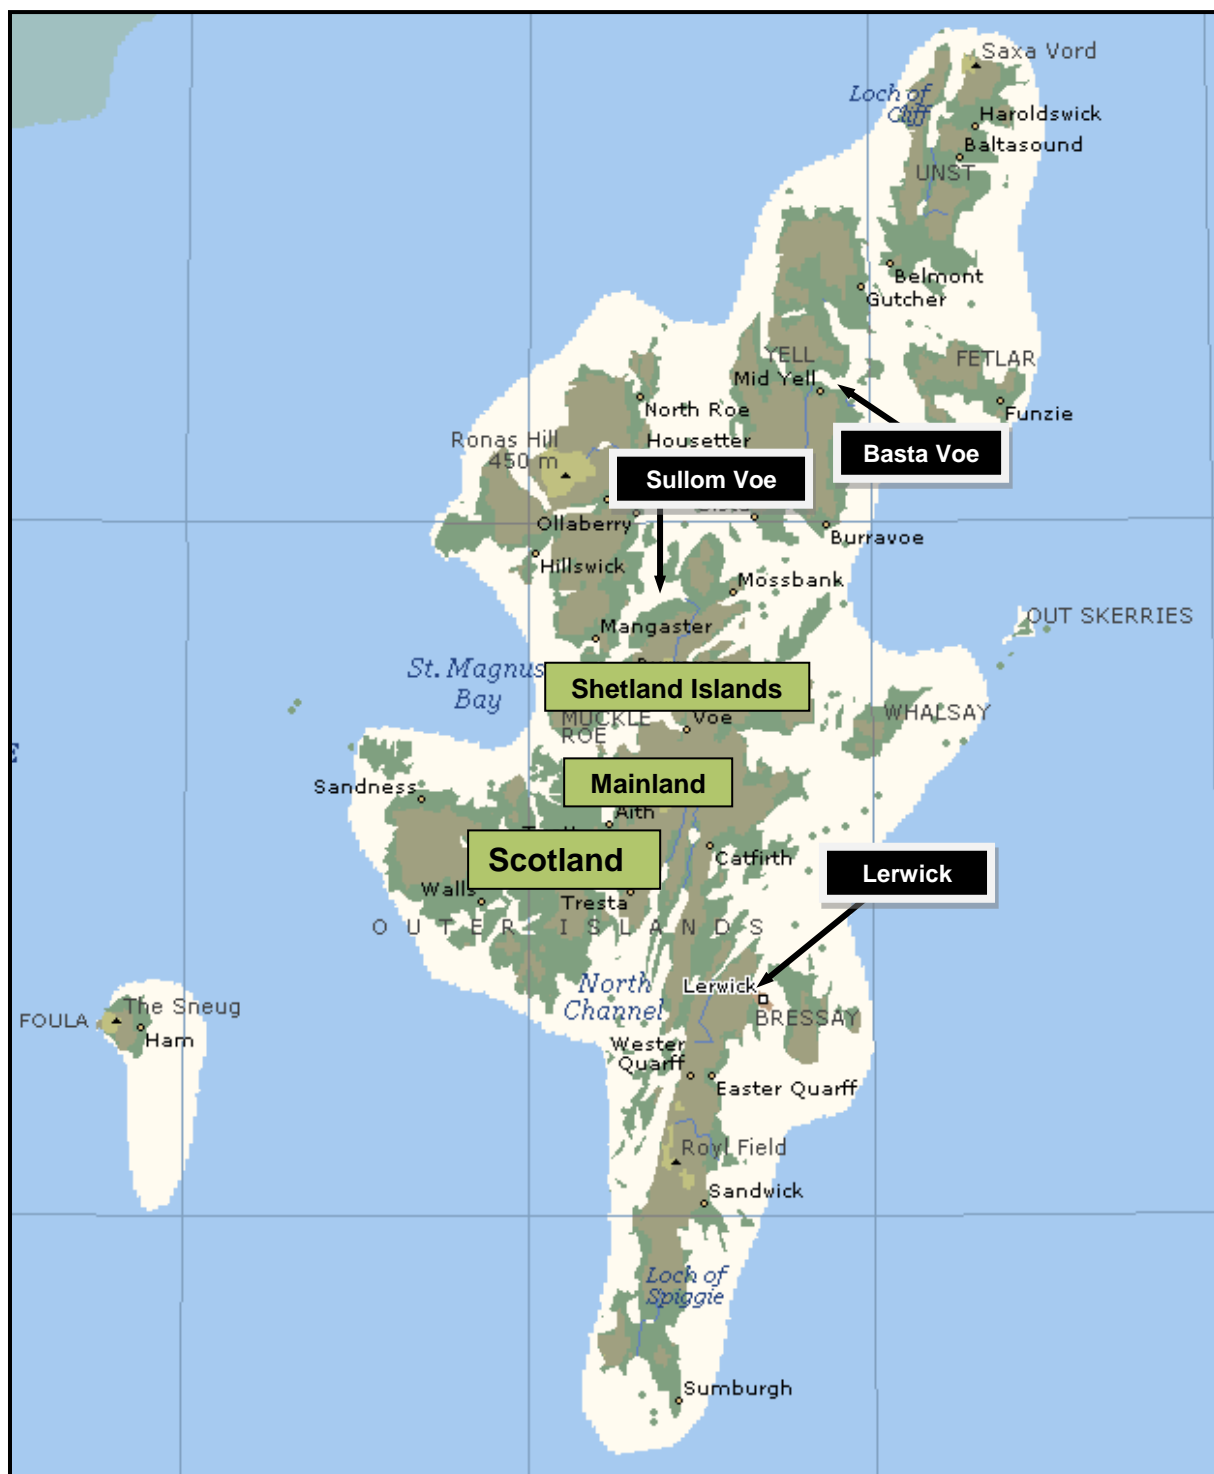 Saxa Vord
Loch of
Cliff
Haroldswick
Baltasound
UNST
Belmont
Gutcher
YELL
FETLAR
Mid Yell
Funzie
North Roe
Ronas Hill
450 m
Housetter
Basta Voe
Sullom Voe
Ollaberry
Burravoe
Hillswick
Mossbank
OUT SKERRIES
Mangaster
St. Magnus
Bay
Shetland Islands
MUCKLE
ROE
Voe
WHALSAY
E
Mainland
Sandness
Aith
Scotland
Catfirth
Lerwick
Walls
Tresta
OUTER ISLANDS
North
Channel
Lerwick
BRESSAY
The Sneug
FOULA
Ham
Wester
Quarff
Easter Quarff
Royl Field
Sandwick
Loch of
Spiggie
Sumburgh